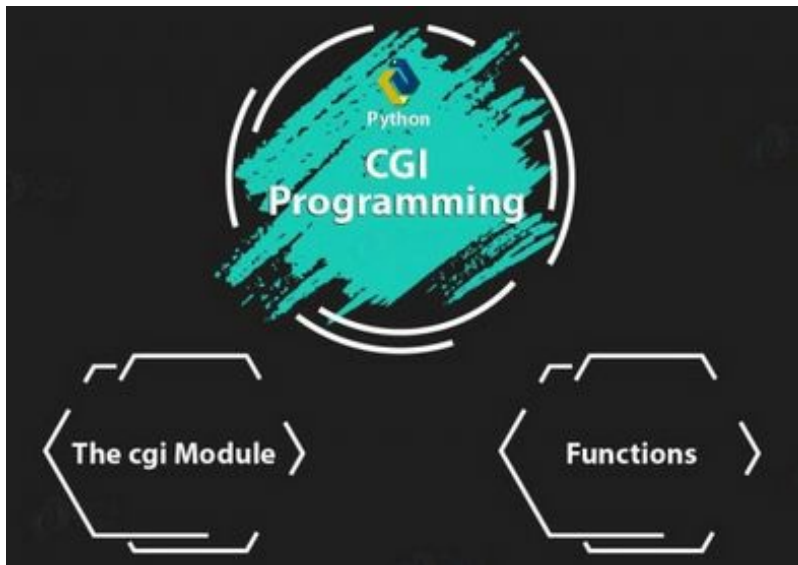 Python
CGI
Programming
The cgi Module
Functions